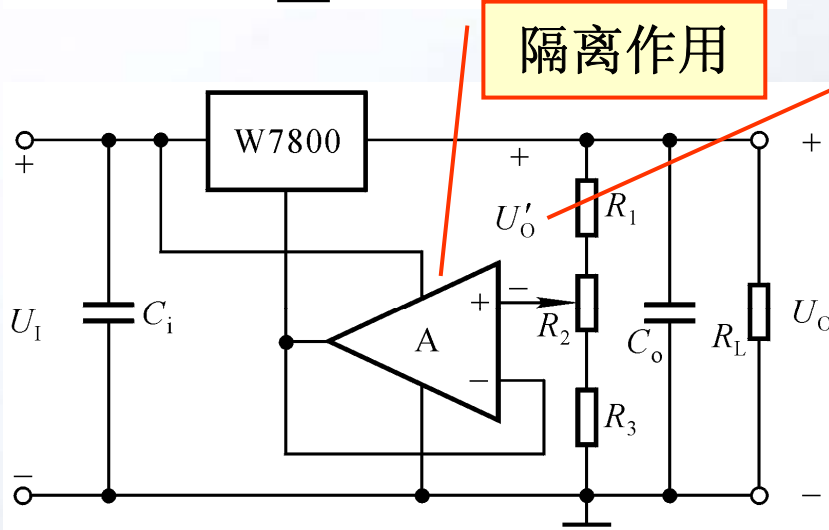 隔离作用
W7800
+
+
+
U′O
R1
UI
Ci
A
+
−
−
R2
Co
RL
UO
R3
−
−